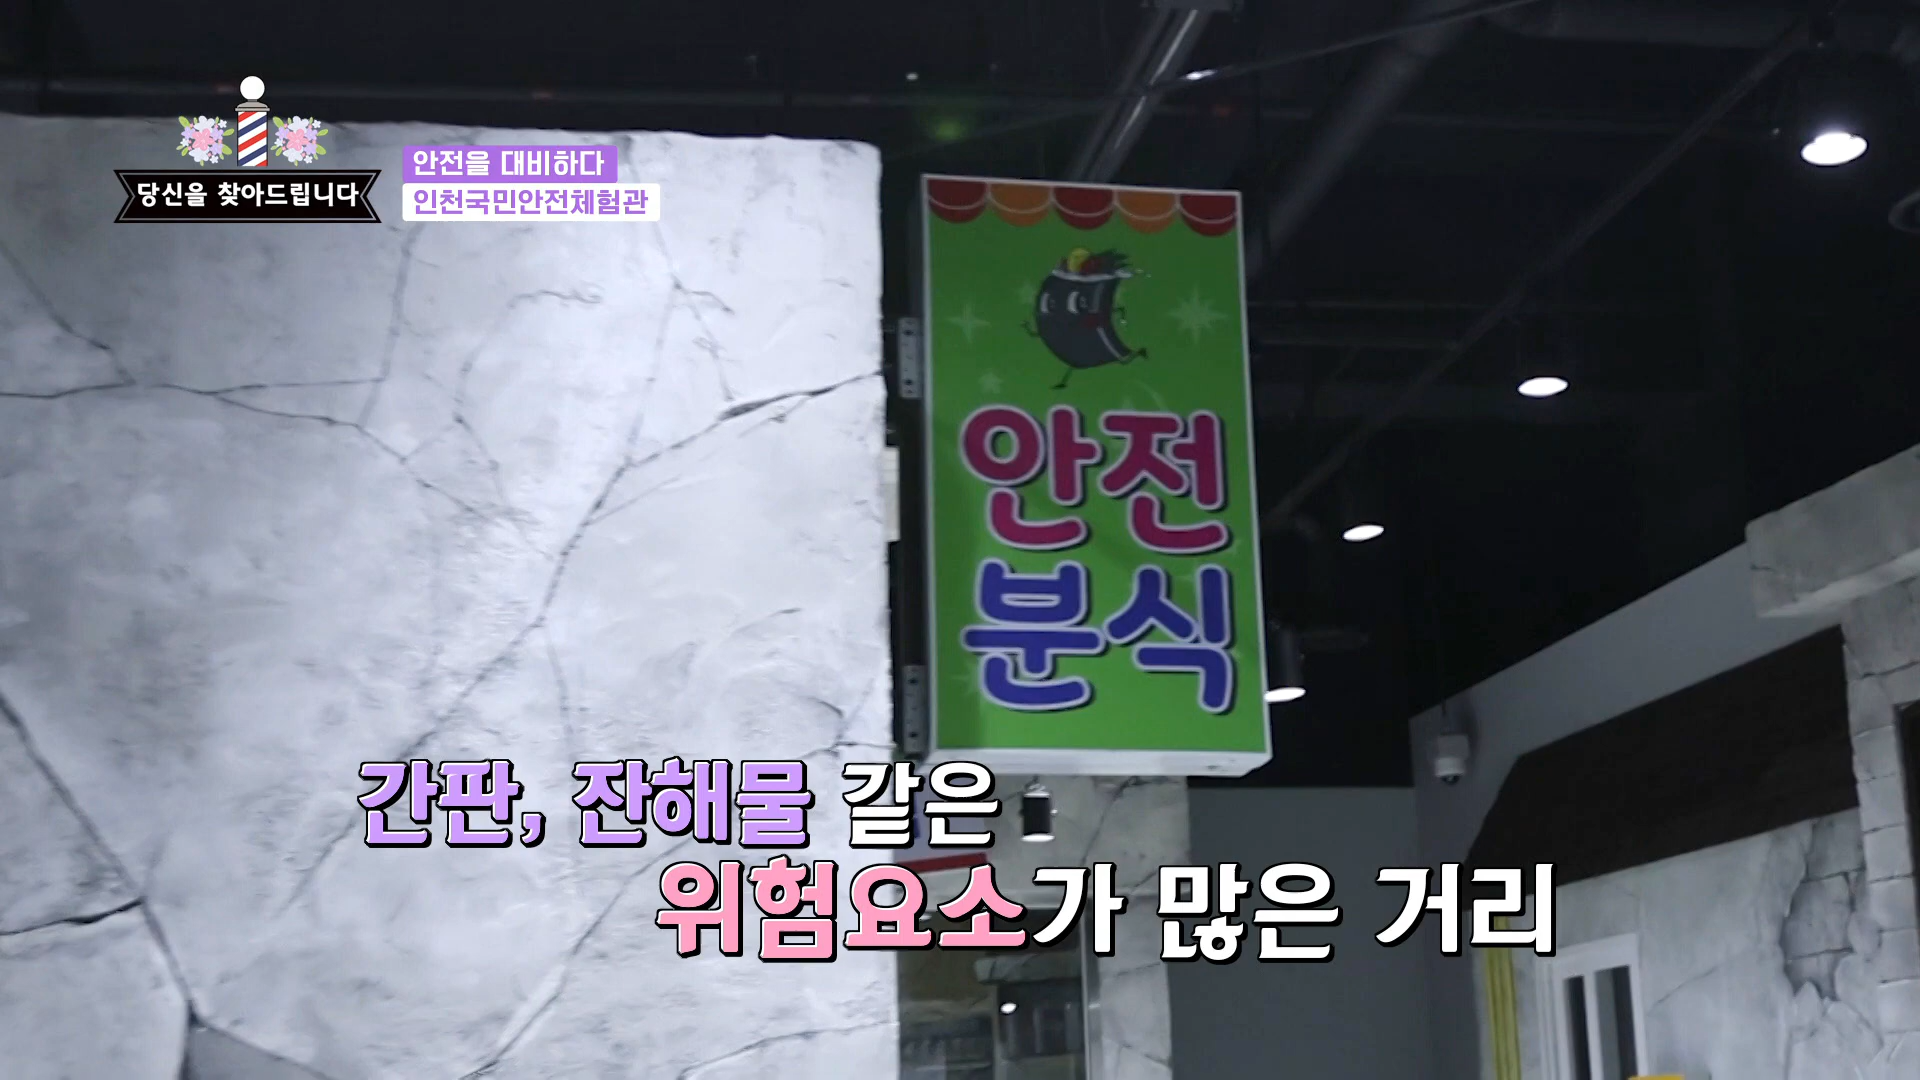 당신을 찾아드립니다
안전을 대비하다
인천국민안전체험관
안전
분식
간판, 잔해물 같은
위험요소가 많은 거리